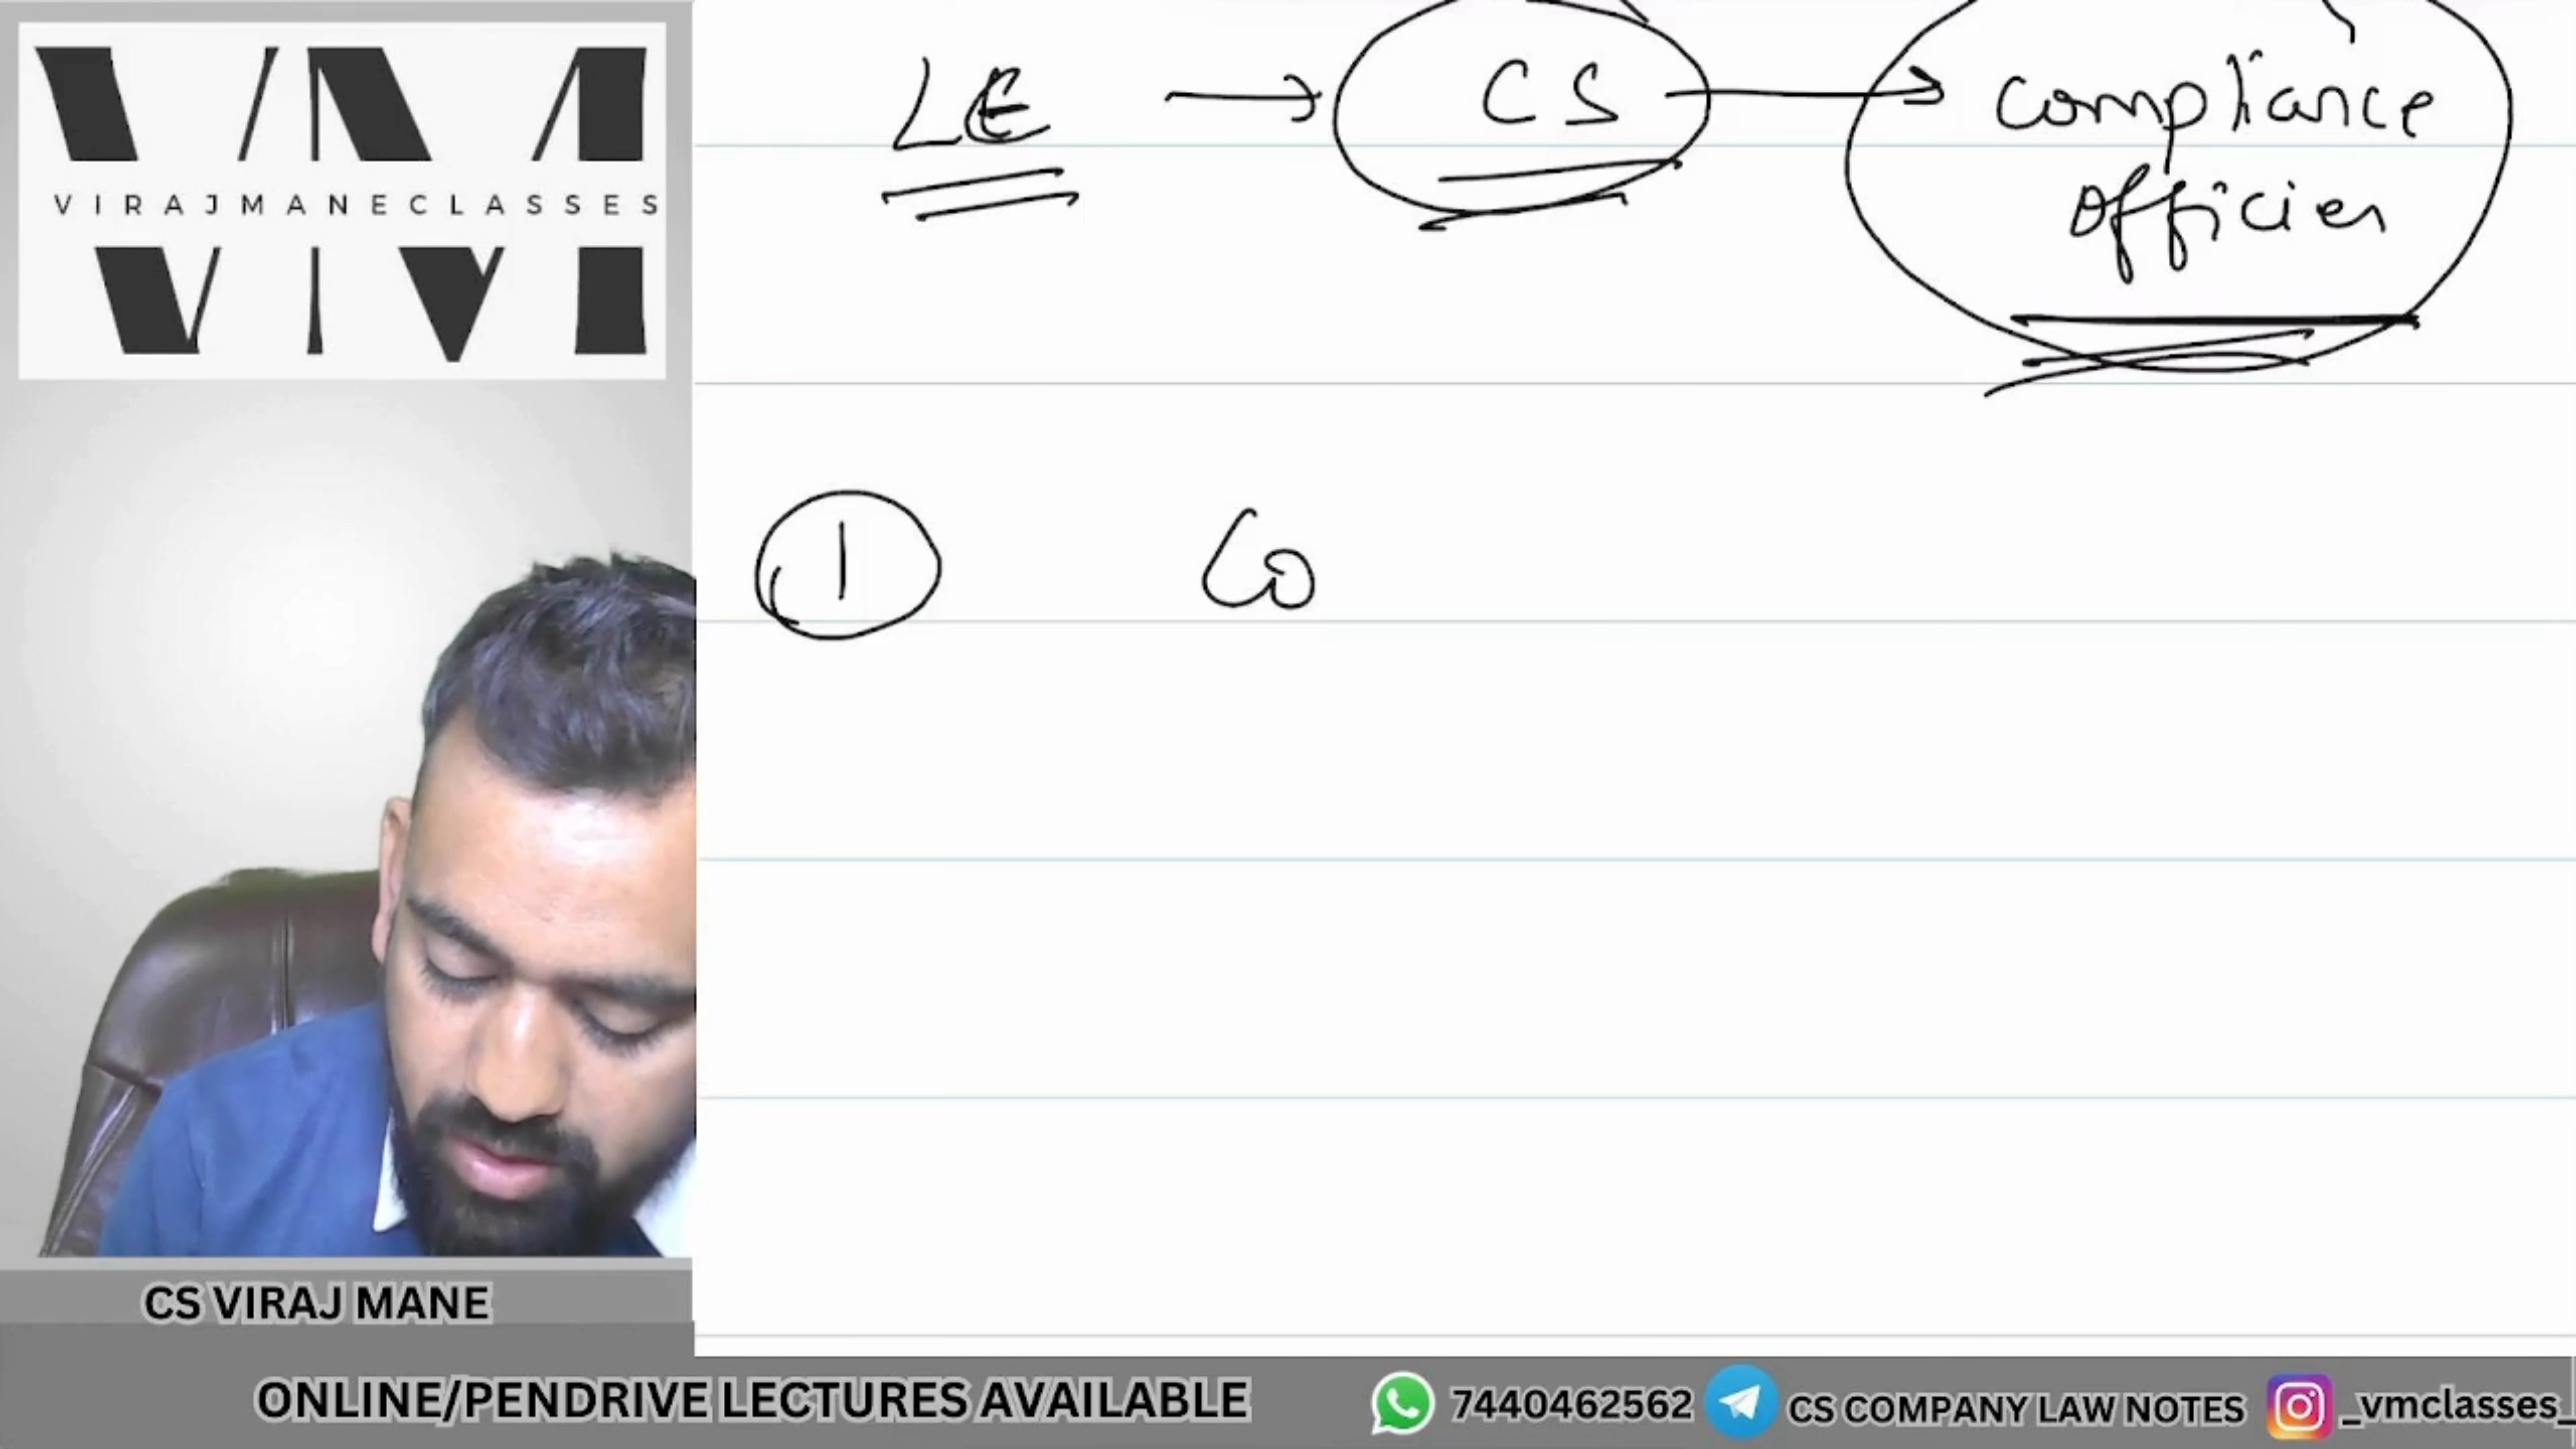 VIRAJMANECLASSES
LE → CS → compliance
officier
1 Co
CS VIRAJ MANE
ONLINE/PENDRIVE LECTURES AVAILABLE 7440462562 CS COMPANY LAW NOTES _vmclasses_